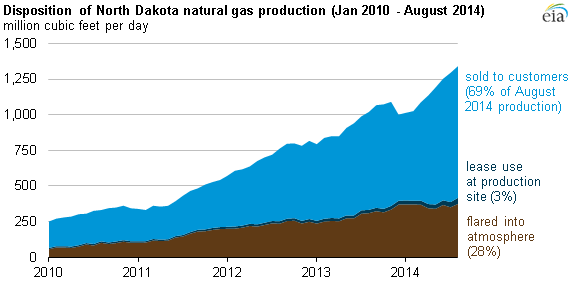 Disposition of North Dakota natural gas production (Jan 2010 - August 2014)
million cubic feet per day
eia
1,500
1,250
1,000
750
500
250
0
2010
2011
2012
2013
2014
sold to customers
(69% of August
2014 production)
lease use
at production
site (3%)
flared into
atmosphere
(28%)